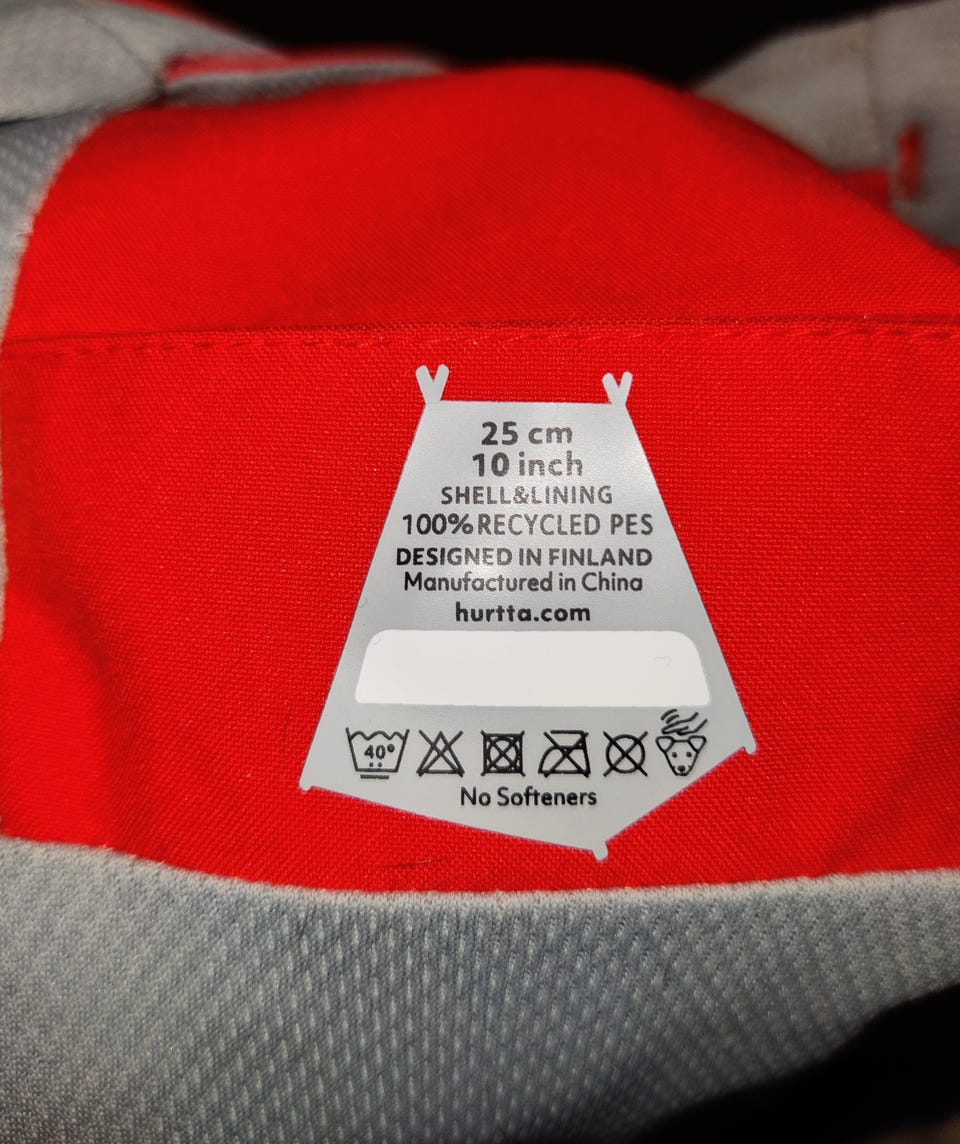 25 cm
10 inch
SHELL&LINING
100% RECYCLED PES
DESIGNED IN FINLAND
Manufactured in China
hurtta.com
40°
No Softeners